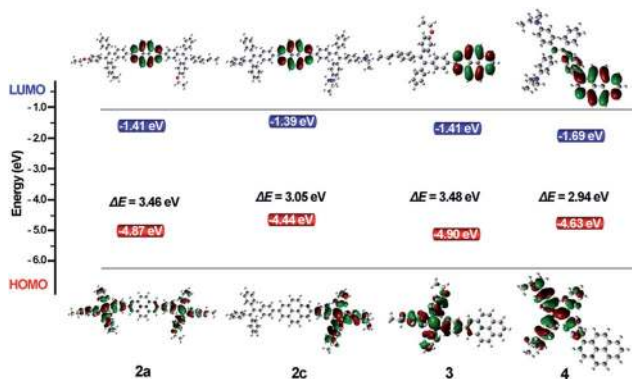 LUMO
- 1.0
-1.41 eV
-1.39 eV
-1.41 eV
-1.69 eV
- 2.0
Energy (eV)
- 3.0
- 4.0
ΔE = 3.46 eV
ΔE = 3.05 eV
ΔE = 3.48 eV
ΔE = 2.94 eV
- 5.0
-4.87 eV
-4.44 eV
-4.90 eV
-4.63 eV
- 6.0
HOMO
2a
2c
3
4